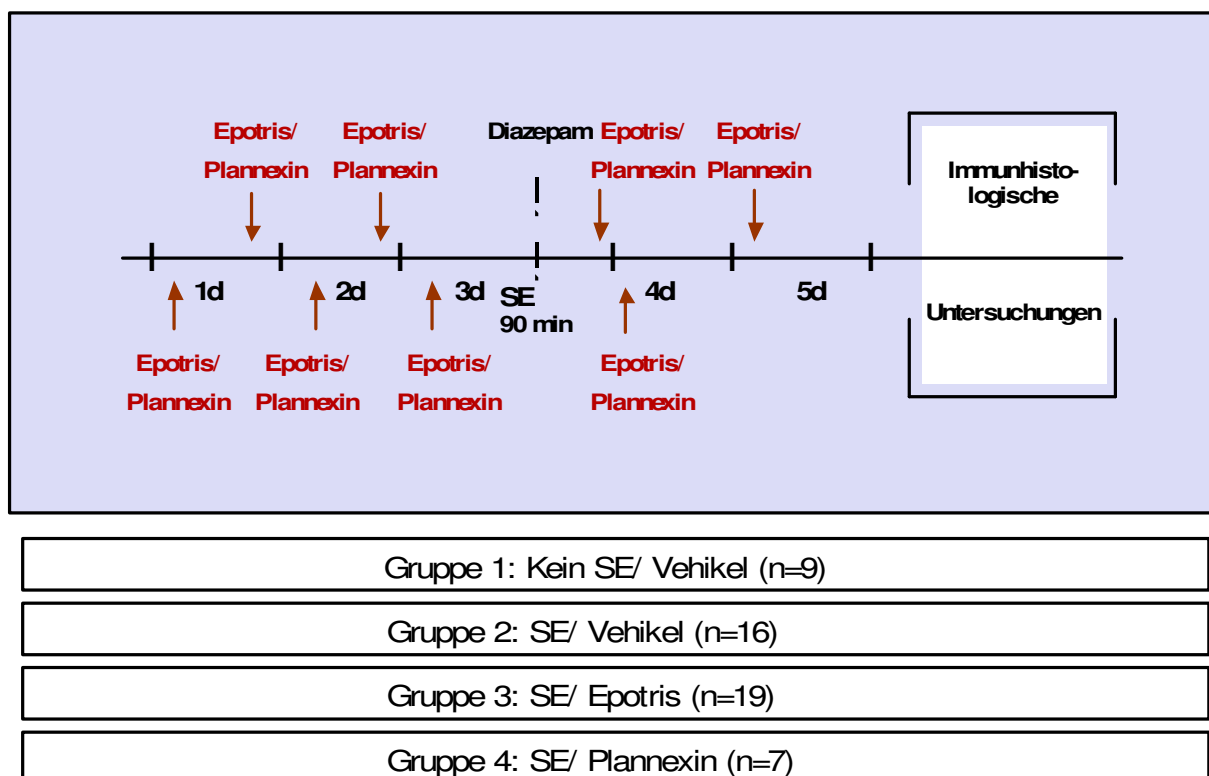 Epotris/ Epotris/ Diazepam Epotris/ Epotris/
Plannexin Plannexin Plannexin Plannexin
Immunhisto-
logische
1d 2d 3d SE 4d 5d
90 min
Untersuchungen
Epotris/ Epotris/ Epotris/ Epotris/
Plannexin Plannexin Plannexin Plannexin
Gruppe 1: Kein SE/ Vehikel (n=9)
Gruppe 2: SE/ Vehikel (n=16)
Gruppe 3: SE/ Epotris (n=19)
Gruppe 4: SE/ Plannexin (n=7)